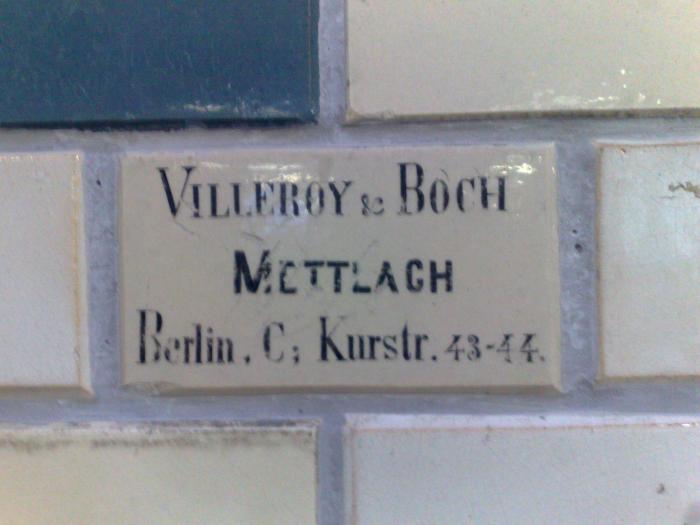 VILLEROY & BOCH
METTLACH
Berlin, C; Kurstr. 43-44.